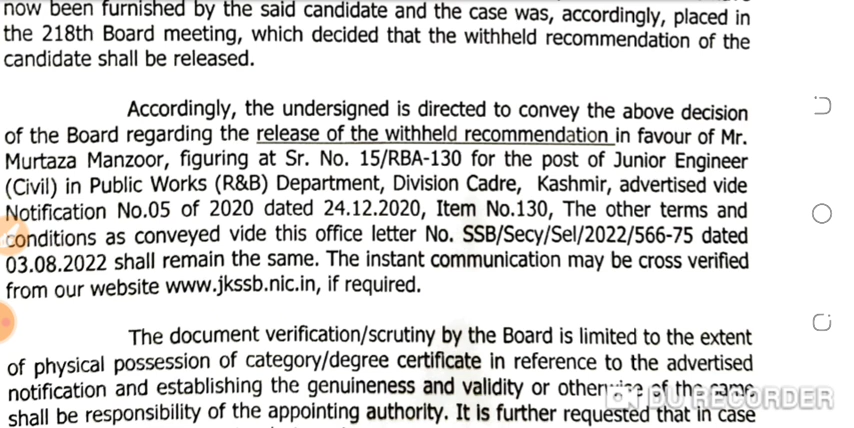 now been furnished by the said candidate and the case was, accordingly, placed in
the 218th Board meeting, which decided that the withheld recommendation of the
candidate shall be released.
Accordingly, the undersigned is directed to convey the above decision
of the Board regarding the release of the withheld recommendation in favour of Mr.
Murtaza Manzoor, figuring at Sr. No. 15/RBA-130 for the post of Junior Engineer
(Civil) in Public Works (R&B) Department, Division Cadre, Kashmir, advertised vide
Notification No.05 of 2020 dated 24.12.2020, Item No.130, The other terms and
conditions as conveyed vide this office letter No. SSB/Secy/Sel/2022/566-75 dated
03.08.2022 shall remain the same. The instant communication may be cross verified
from our website www.jkssb.nic.in, if required.
The document verification/scrutiny by the Board is limited to the extent
of physical possession of category/degree certificate in reference to the advertised
notification and establishing the genuineness and validity or otherwise of the same
shall be responsibility of the appointing authority. It is further requested that in case
DU RECORDER